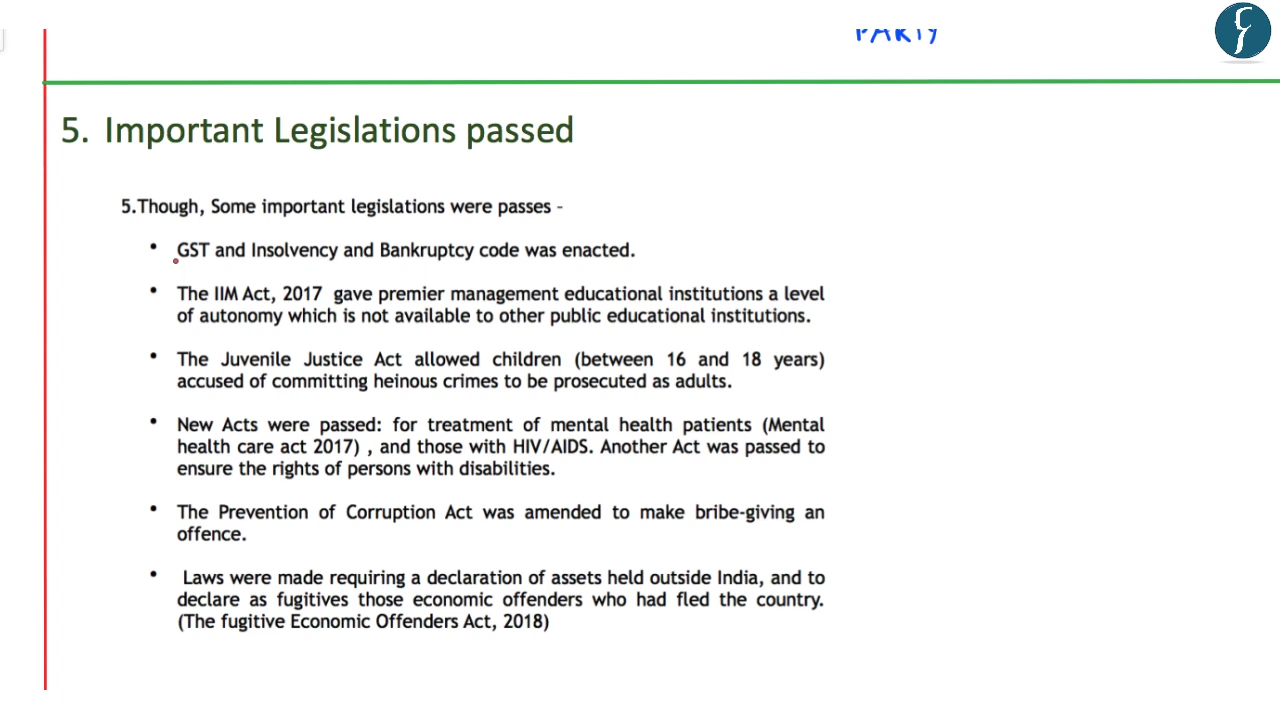 PARTY
5. Important Legislations passed
5.Though, Some important legislations were passes -
• GST and Insolvency and Bankruptcy code was enacted.
• The IIM Act, 2017 gave premier management educational institutions a level
of autonomy which is not available to other public educational institutions.
• The Juvenile Justice Act allowed children (between 16 and 18 years)
accused of committing heinous crimes to be prosecuted as adults.
• New Acts were passed: for treatment of mental health patients (Mental
health care act 2017) , and those with HIV/AIDS. Another Act was passed to
ensure the rights of persons with disabilities.
• The Prevention of Corruption Act was amended to make bribe-giving an
offence.
• Laws were made requiring a declaration of assets held outside India, and to
declare as fugitives those economic offenders who had fled the country.
(The fugitive Economic Offenders Act, 2018)